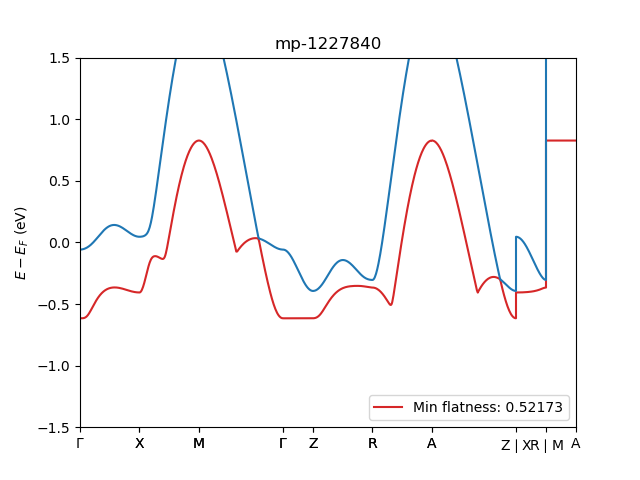 mp-1227840
E − E_F (eV)
1.5
1.0
0.5
0.0
−0.5
−1.0
−1.5
Min flatness: 0.52173
Γ X M Γ Z R A Z | XR | M A